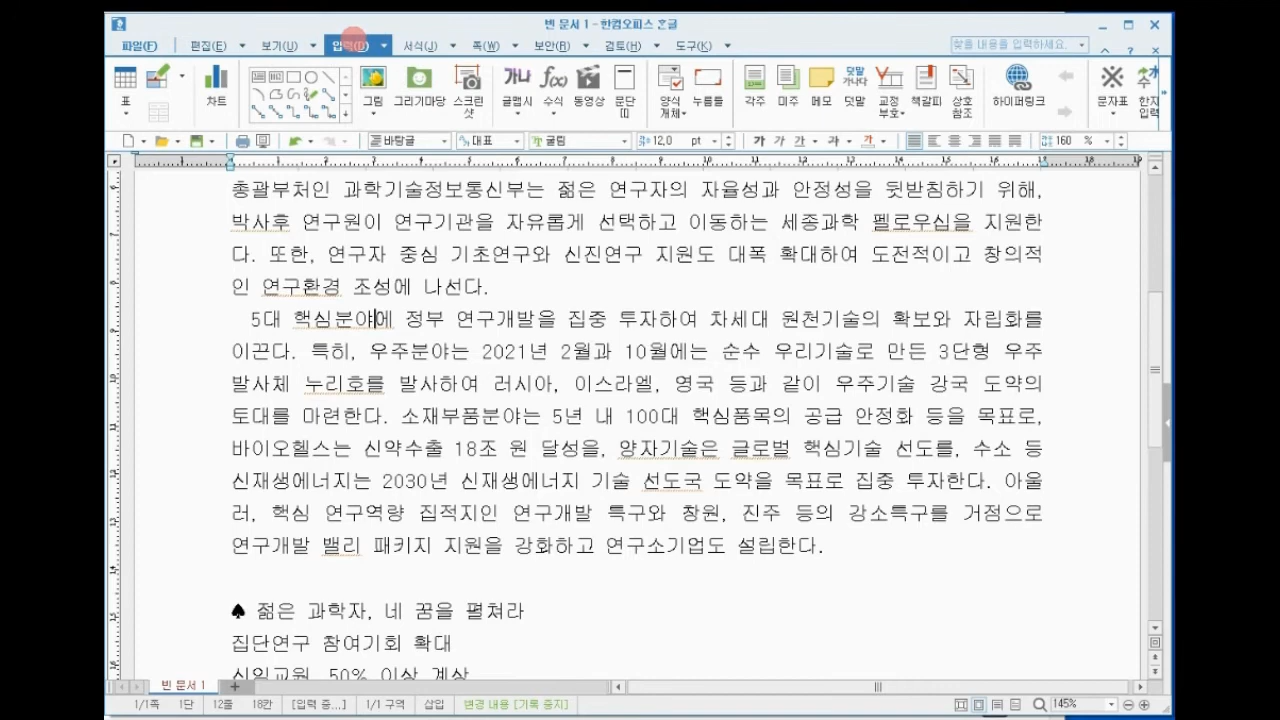 빈 문서 1 - 한컴오피스 한글
파일(F) 편집(E) 보기(U) 입력(D) 서식(J) 쪽(W) 보안(R) 검토(H) 도구(K) 찾을 내용을 입력하세요.
표 차트 그림 그리기마당 스크린샷 글맵시 수식 동영상 문단 띠 양식 개체 누름틀 각주 미주 메모 덧말 교정 부호 책갈피 상호 참조 하이퍼링크 문자표 한자 입력
바탕글 대표 굴림 12,0 pt 가 가 가 가 가 160 %
총괄부처인 과학기술정보통신부는 젊은 연구자의 자율성과 안정성을 뒷받침하기 위해,
박사후 연구원이 연구기관을 자유롭게 선택하고 이동하는 세종과학 펠로우십을 지원한
다. 또한, 연구자 중심 기초연구와 신진연구 지원도 대폭 확대하여 도전적이고 창의적
인 연구환경 조성에 나선다.
5대 핵심분야에 정부 연구개발을 집중 투자하여 차세대 원천기술의 확보와 자립화를
이끈다. 특히, 우주분야는 2021년 2월과 10월에는 순수 우리기술로 만든 3단형 우주
발사체 누리호를 발사하여 러시아, 이스라엘, 영국 등과 같이 우주기술 강국 도약의
토대를 마련한다. 소재부품분야는 5년 내 100대 핵심품목의 공급 안정화 등을 목표로,
바이오헬스는 신약수출 18조 원 달성을, 양자기술은 글로벌 핵심기술 선도를, 수소 등
신재생에너지는 2030년 신재생에너지 기술 선도국 도약을 목표로 집중 투자한다. 아울
러, 핵심 연구역량 집적지인 연구개발 특구와 창원, 진주 등의 강소특구를 거점으로
연구개발 밸리 패키지 지원을 강화하고 연구소기업도 설립한다.
♠ 젊은 과학자, 네 꿈을 펼쳐라
집단연구 참여기회 확대
신임교원 50% 이상 계상
빈 문서 1
1/1쪽 1단 12줄 18칸 [입력 중...] 1/1 구역 삽입 변경 내용 [기록 중지] 145%